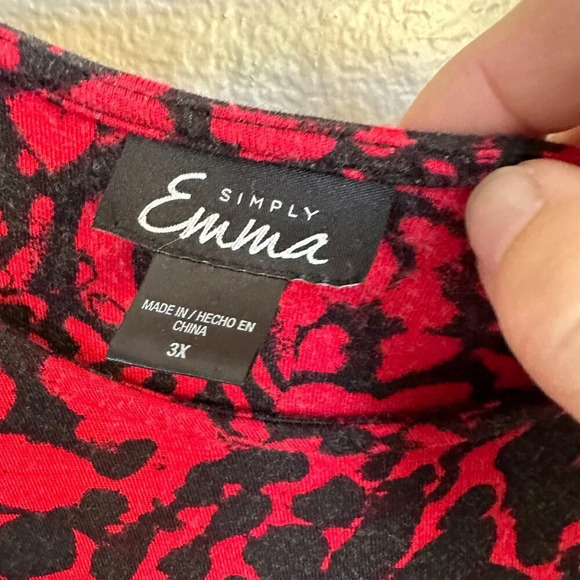 SIMPLY
Emma
MADE IN / HECHO EN
CHINA
3X